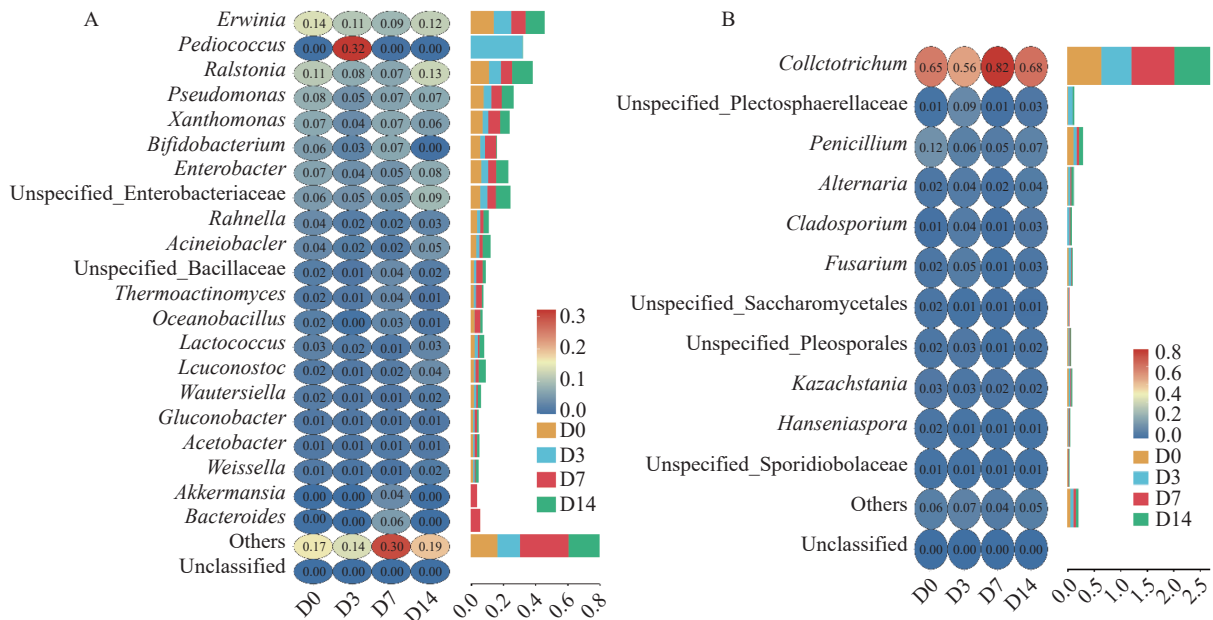 A
Erwinia 0.14 0.11 0.09 0.12
Pediococcus 0.00 0.32 0.00 0.00
Ralstonia 0.11 0.08 0.07 0.13
Pseudomonas 0.08 0.05 0.07 0.07
Xanthomonas 0.07 0.04 0.07 0.06
Bifidobacterium 0.06 0.03 0.07 0.00
Enterobacter 0.07 0.04 0.05 0.08
Unspecified_Enterobacteriaceae 0.06 0.05 0.05 0.09
Rahnella 0.04 0.02 0.02 0.03
Acineiobacler 0.04 0.02 0.02 0.05
Unspecified_Bacillaceae 0.02 0.01 0.04 0.02
Thermoactinomyces 0.02 0.01 0.04 0.01
Oceanobacillus 0.02 0.00 0.03 0.01
Lactococcus 0.03 0.02 0.01 0.03
Lcuconostoc 0.02 0.01 0.02 0.04
Wautersiella 0.02 0.01 0.01 0.02
Gluconobacter 0.01 0.01 0.01 0.01
Acetobacter 0.01 0.01 0.01 0.01
Weissella 0.01 0.01 0.01 0.02
Akkermansia 0.00 0.00 0.04 0.00
Bacteroides 0.00 0.00 0.06 0.00
Others 0.17 0.14 0.30 0.19
Unclassified 0.00 0.00 0.00 0.00
D0 D3 D7 D14
0.3
0.2
0.1
0.0
D0
D3
D7
D14
0.0 0.2 0.4 0.6 0.8
B
Collctotrichum 0.65 0.56 0.82 0.68
Unspecified_Plectosphaerellaceae 0.01 0.09 0.01 0.03
Penicillium 0.12 0.06 0.05 0.07
Alternaria 0.02 0.04 0.02 0.04
Cladosporium 0.01 0.04 0.01 0.03
Fusarium 0.02 0.05 0.01 0.03
Unspecified_Saccharomycetales 0.02 0.01 0.01 0.01
Unspecified_Pleosporales 0.02 0.03 0.01 0.02
Kazachstania 0.03 0.03 0.02 0.02
Hanseniaspora 0.02 0.01 0.01 0.01
Unspecified_Sporidiobolaceae 0.01 0.01 0.01 0.01
Others 0.06 0.07 0.04 0.05
Unclassified 0.00 0.00 0.00 0.00
D0 D3 D7 D14
0.8
0.6
0.4
0.2
0.0
D0
D3
D7
D14
0.0 0.5 1.0 1.5 2.0 2.5